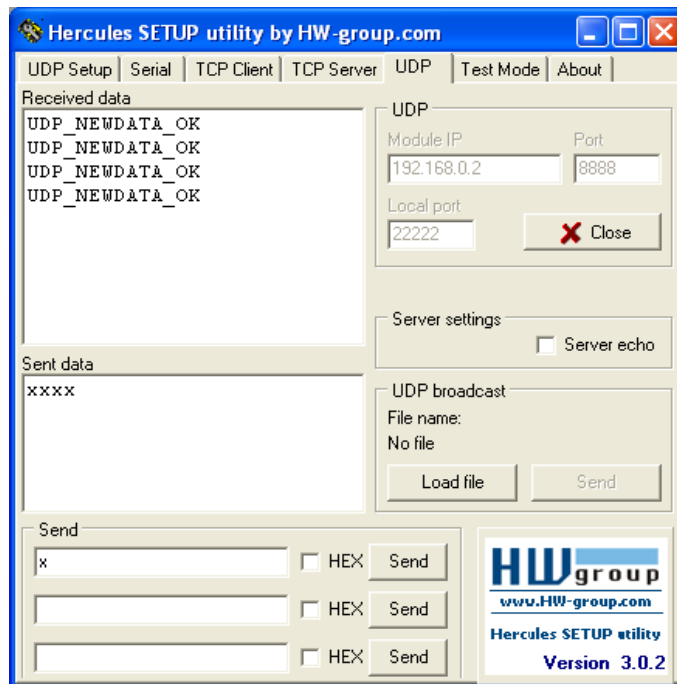 Hercules SETUP utility by HW-group.com
UDP Setup Serial TCP Client TCP Server UDP Test Mode About
Received data
UDP_NEWDATA_OK
UDP_NEWDATA_OK
UDP_NEWDATA_OK
UDP_NEWDATA_OK
UDP
Module IP Port
192.168.0.2 8888
Local port
22222 Close
Server settings
Server echo
Sent data
xxxx
UDP broadcast
File name:
No file
Load file Send
Send
x HEX Send
HEX Send
HEX Send
HW group
www.HW-group.com
Hercules SETUP utility
Version 3.0.2